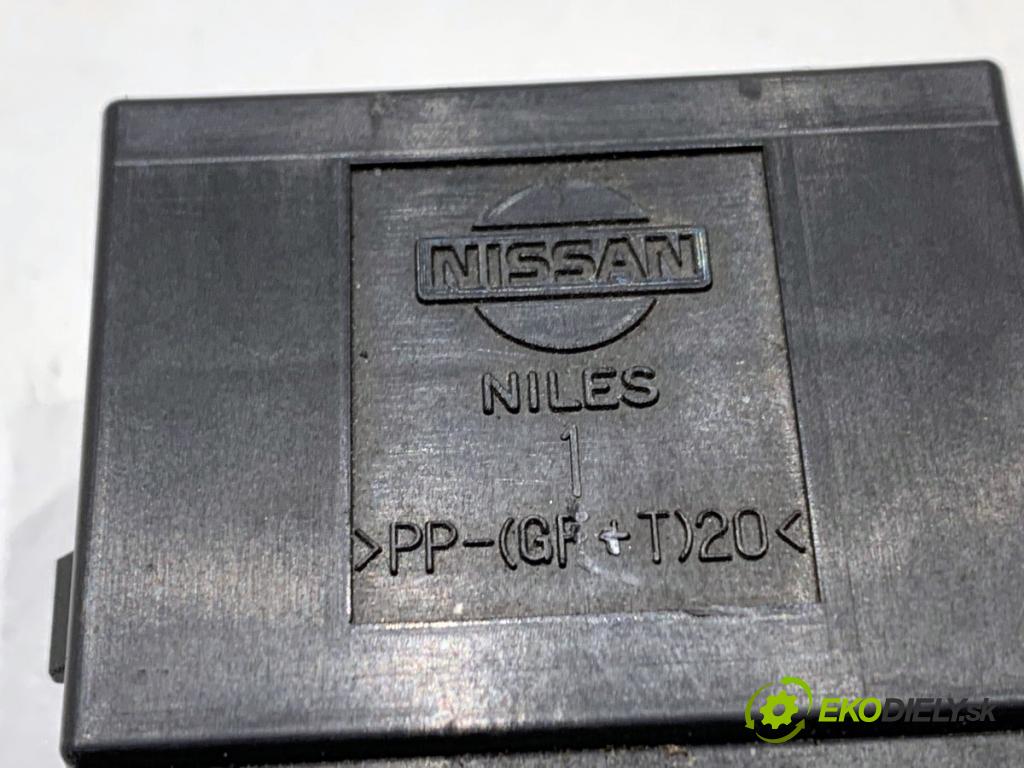 NISSAN
NILES
1
>PP-(GF+T)20<
EKODIELY.sk